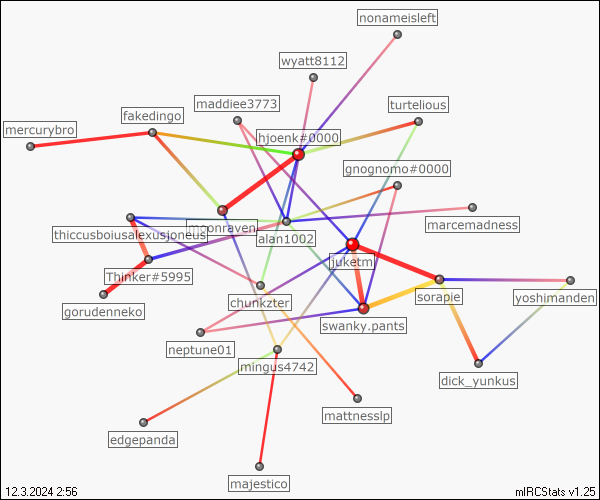 nonameisleft
wyatt8112
maddiee3773
turtelious
fakedingo
mercurybro
hjoenk#0000
gnognomo#0000
moonraven
marcemadness
thiccusboiusalexusjoneus
alan1002
juketm
Thinker#5995
chunkzter
sorapie
yoshimanden
gorudenneko
swanky.pants
neptune01
mingus4742
dick_yunkus
mattnesslp
edgepanda
majestico
12.3.2024 2:56
mIRCStats v1.25